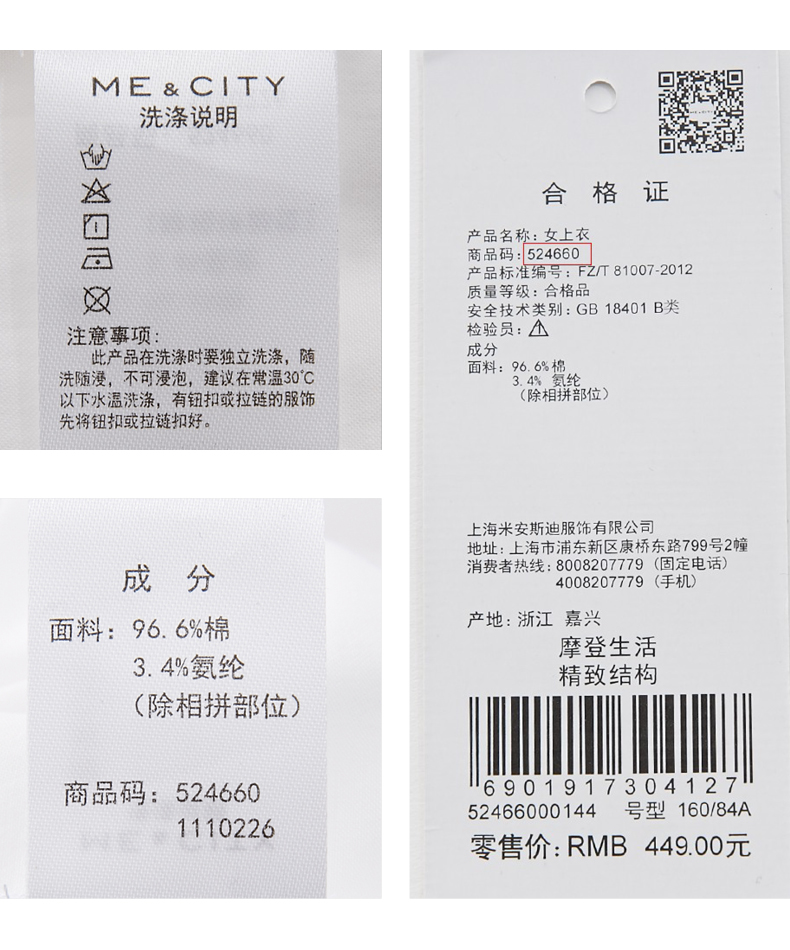 ME & CITY
洗涤说明
注意事项:
此产品在洗涤时要独立洗涤，随
洗随浸，不可浸泡，建议在常温30℃
以下水温洗涤，有钮扣或拉链的服饰
先将钮扣或拉链扣好。
成 分
面料：96.6%棉
3.4%氨纶
（除相拼部位）
商品码：524660
1110226
合 格 证
产品名称：女上衣
商品码：524660
产品标准编号：FZ/T 81007-2012
质量等级：合格品
安全技术类别：GB 18401 B类
检验员：
成分
面料：96.6%棉
3.4% 氨纶
（除相拼部位）
上海米安斯迪服饰有限公司
地址：上海市浦东新区康桥东路799号2幢
消费者热线：8008207779（固定电话）
4008207779（手机）
产地：浙江 嘉兴
摩登生活
精致结构
6901917304127
52466000144 号型 160/84A
零售价：RMB 449.00元